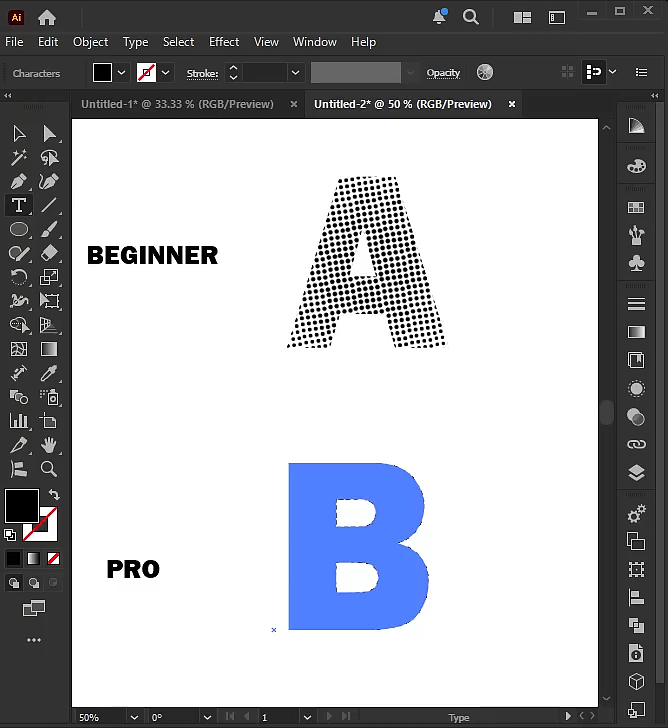 Ai
File Edit Object Type Select Effect View Window Help
Characters Stroke: Opacity
Untitled-1* @ 33.33 % (RGB/Preview) × Untitled-2* @ 50 % (RGB/Preview) ×
A
BEGINNER
B
PRO
50% 0° 1 Type